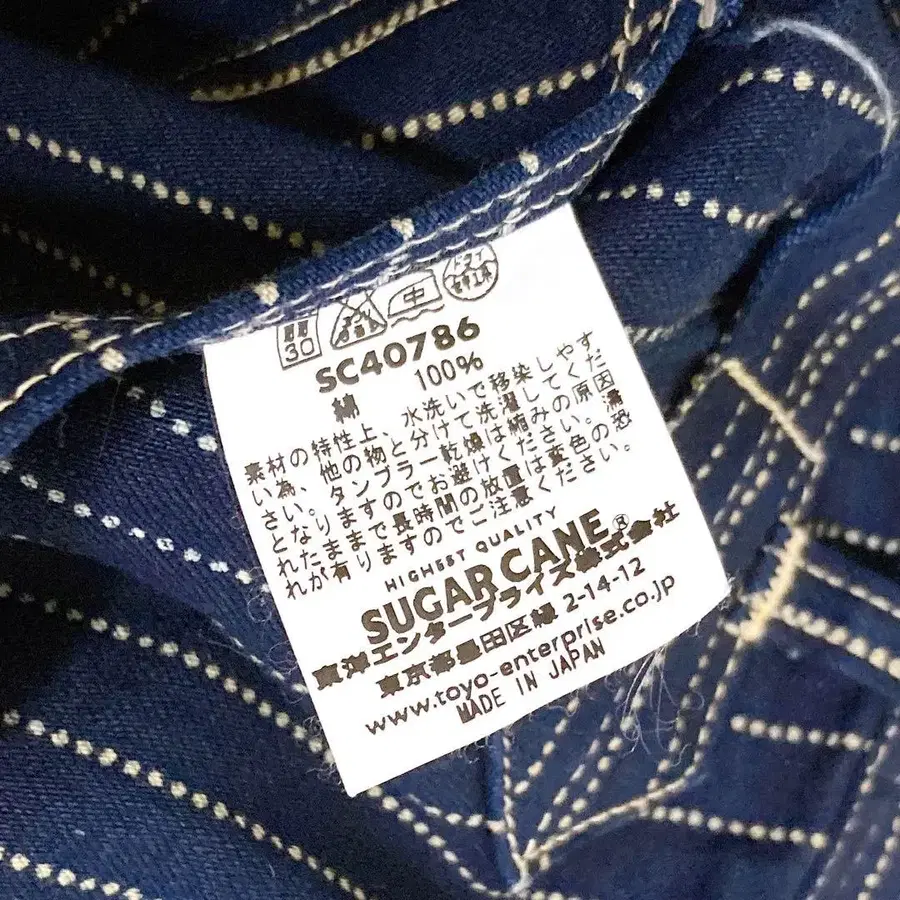 30
中
ドライ
SC40786
綿 100%
素材の特性上、水洗いで移染しやす
い為、他の物と分けて洗濯してくだ
さい。タンブラー乾燥は縮みの原因
となりますのでお避けください。濡
れたままで長時間の放置は色の恐
れが有りますのでご注意ください。
HIGHEST QUALITY
SUGAR CANE®
東洋エンタープライズ株式会社
東京都墨田区緑 2-14-12
www.toyo-enterprise.co.jp
MADE IN JAPAN